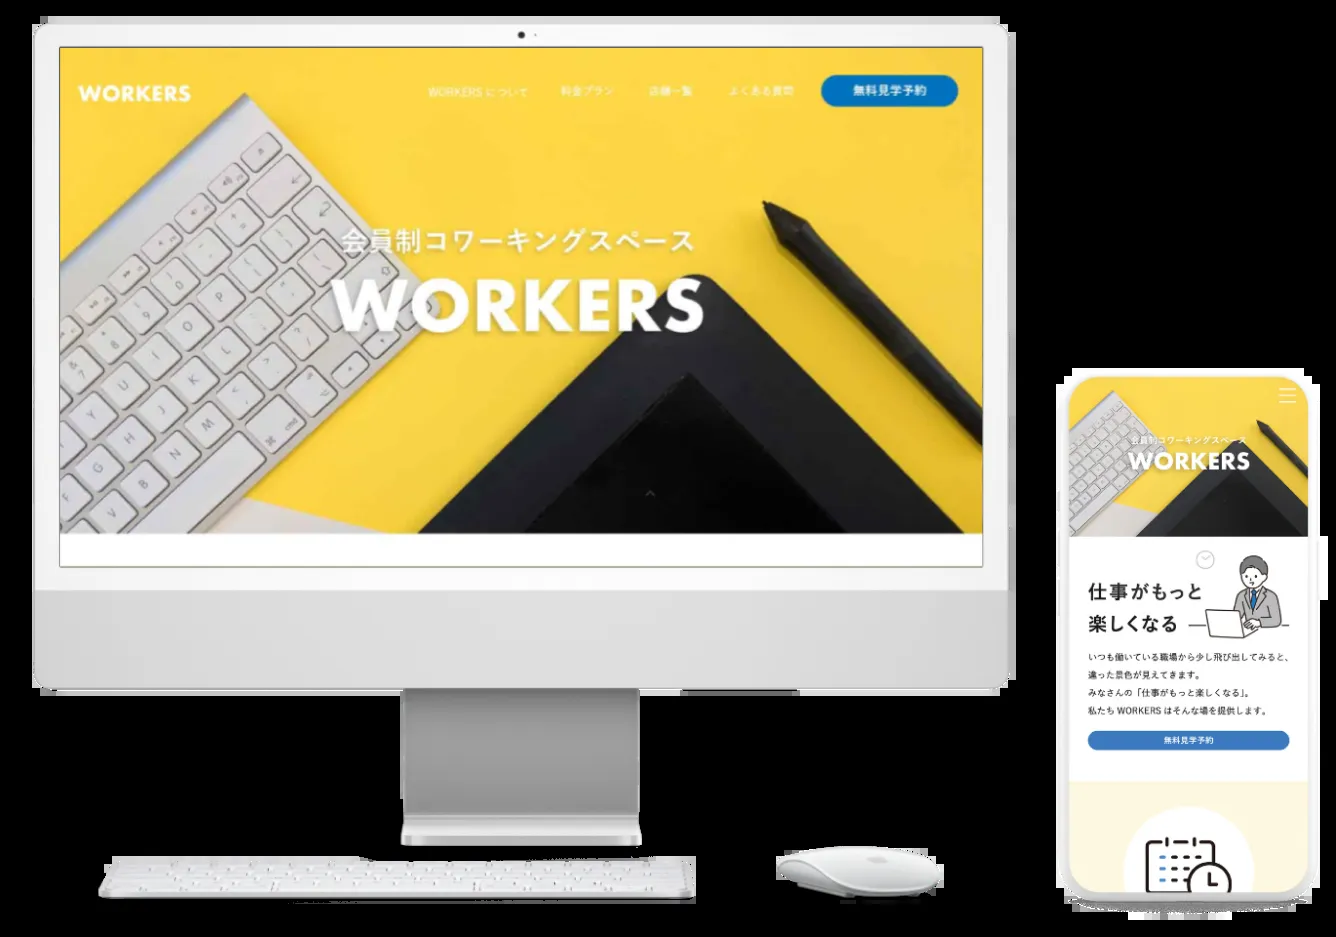 WORKERS
WORKERS について
料金プラン
店舗一覧
よくある質問
無料見学予約
会員制コワーキングスペース
WORKERS
会員制コワーキングスペース
WORKERS
仕事がもっと
楽しくなる
いつも働いている職場から少し飛び出してみると、
違った景色が見えてきます。
みなさんの「仕事がもっと楽しくなる」。
私たち WORKERS はそんな場を提供します。
無料見学予約